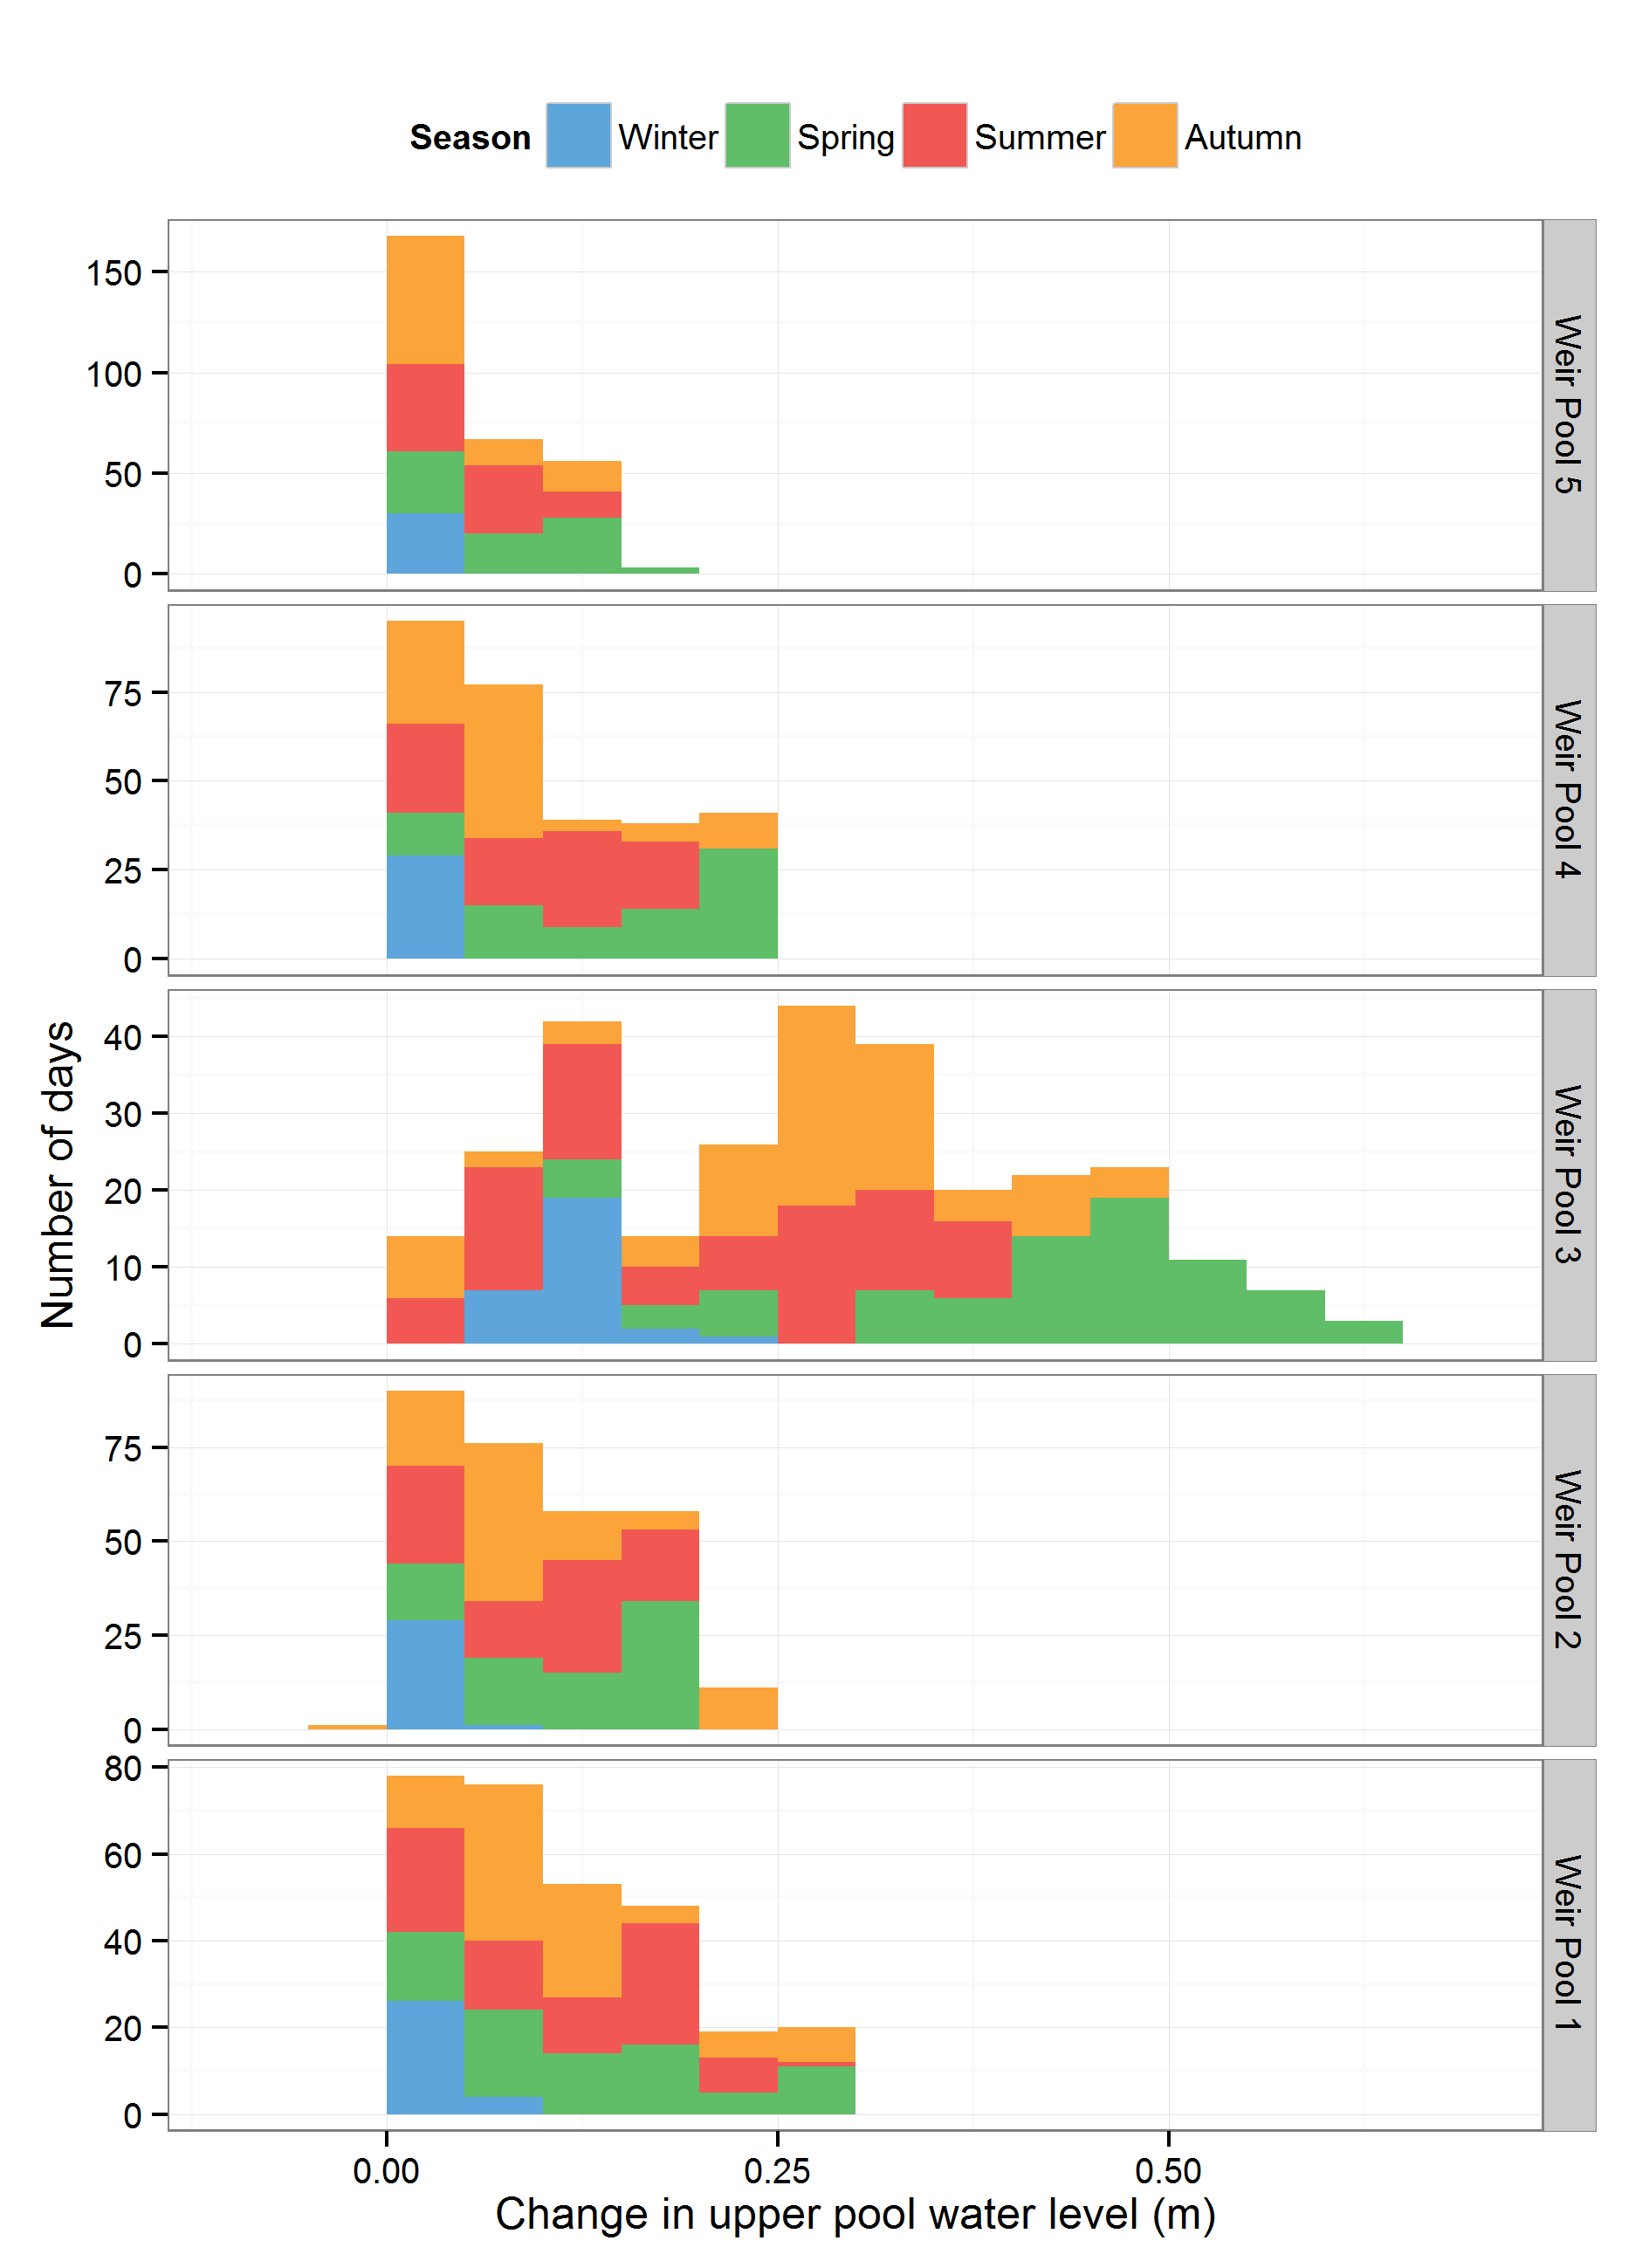 Season Winter Spring Summer Autumn
150
100
50
0
Weir Pool 5
75
50
25
0
Weir Pool 4
40
30
20
10
0
Weir Pool 3
75
50
25
0
Weir Pool 2
80
60
40
20
0
Weir Pool 1
Number of days
0.00 0.25 0.50
Change in upper pool water level (m)